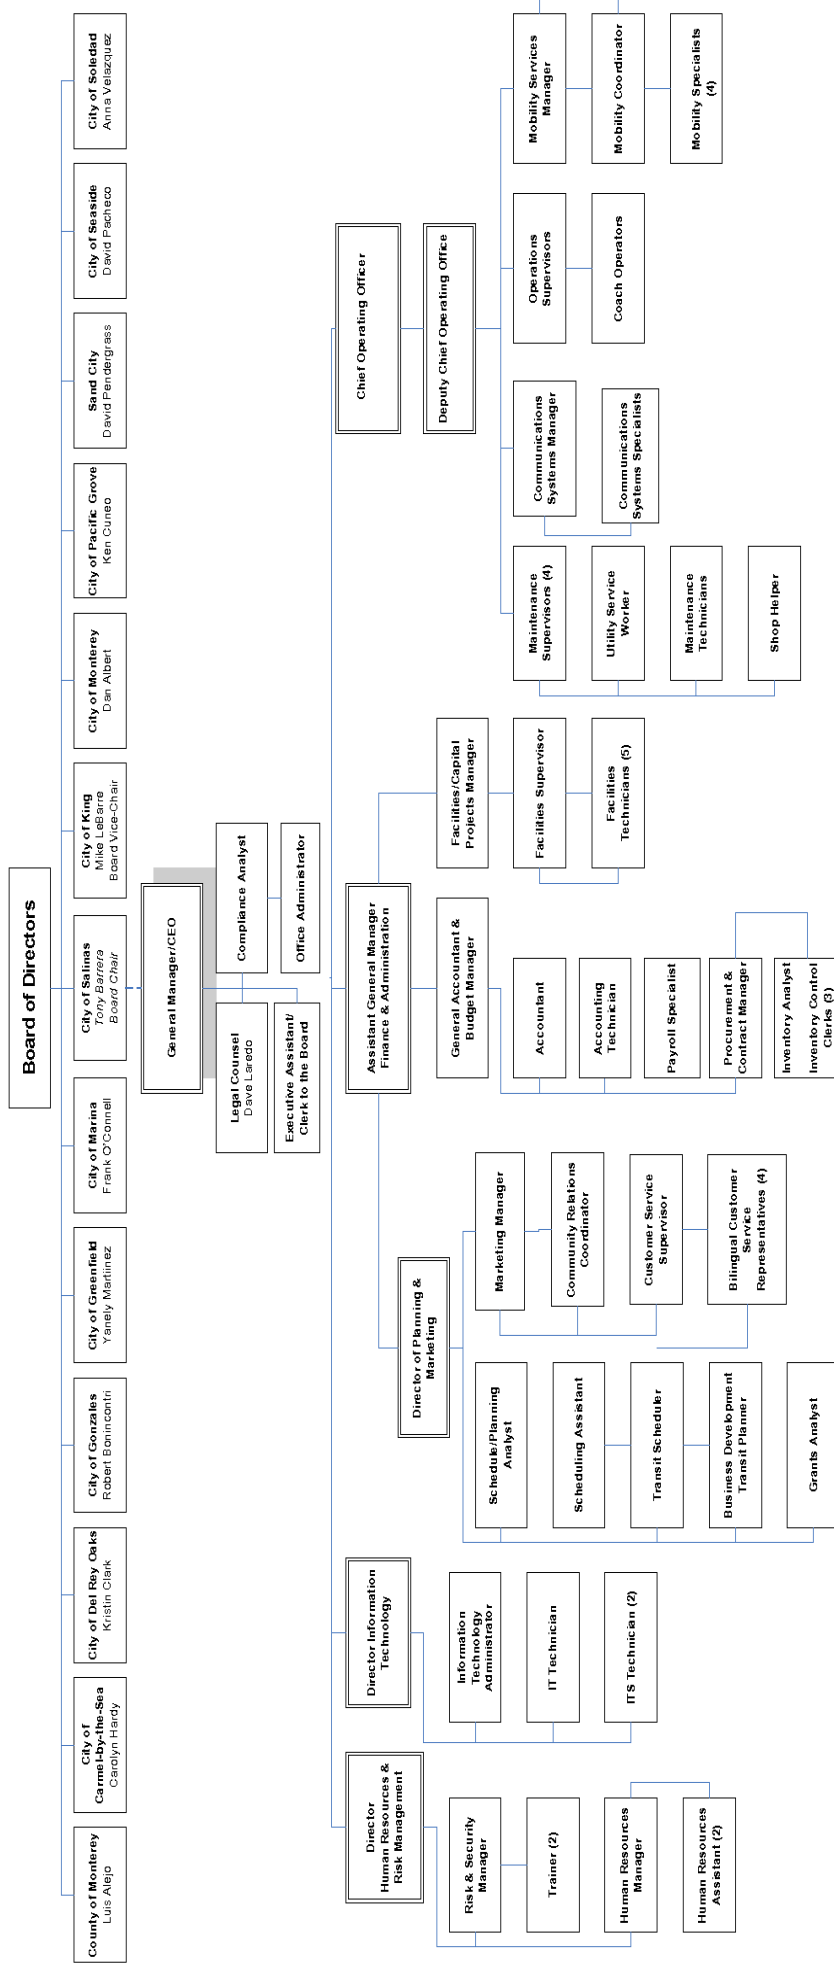 Board of Directors
County of Monterey
Luis Alejo
City of
Carmel-by-the-Sea
Carolyn Hardy
City of Del Rey Oaks
Kristin Clark
City of Gonzales
Robert Bonincontri
City of Greenfield
Yanely Martiinez
City of Marina
Frank O'Connell
City of Salinas
Tony Barrera
Board Chair
City of King
Mike LeBarre
Board Vice-Chair
City of Monterey
Dan Albert
City of Pacific Grove
Ken Cuneo
Sand City
David Pendergrass
City of Seaside
David Pacheco
City of Soledad
Anna Velazquez
General Manager/CEO
Legal Counsel
Dave Laredo
Compliance Analyst
Executive Assistant/
Clerk to the Board
Office Administrator
Director
Human Resources &
Risk Management
Risk & Security
Manager
Trainer (2)
Human Resources
Manager
Human Resources
Assistant (2)
Director Information
Technology
Information
Technology
Administrator
IT Technician
ITS Technician (2)
Assistant General Manager
Finance & Administration
Director of Planning &
Marketing
Schedule/Planning
Analyst
Scheduling Assistant
Transit Scheduler
Business Development
Transit Planner
Grants Analyst
Marketing Manager
Community Relations
Coordinator
Customer Service
Supervisor
Bilingual Customer
Service
Representatives (4)
General Accountant &
Budget Manager
Accountant
Accounting
Technician
Payroll Specialist
Procurement &
Contract Manager
Inventory Analyst
Inventory Control
Clerks (3)
Facilities/Capital
Projects Manager
Facilities Supervisor
Facilities
Technicians (5)
Chief Operating Officer
Deputy Chief Operating Office
Maintenance
Supervisors (4)
Utility Service
Worker
Maintenance
Technicians
Shop Helper
Communications
Systems Manager
Communications
Systems Specialists
Operations
Supervisors
Coach Operators
Mobility Services
Manager
Mobility Coordinator
Mobility Specialists
(4)